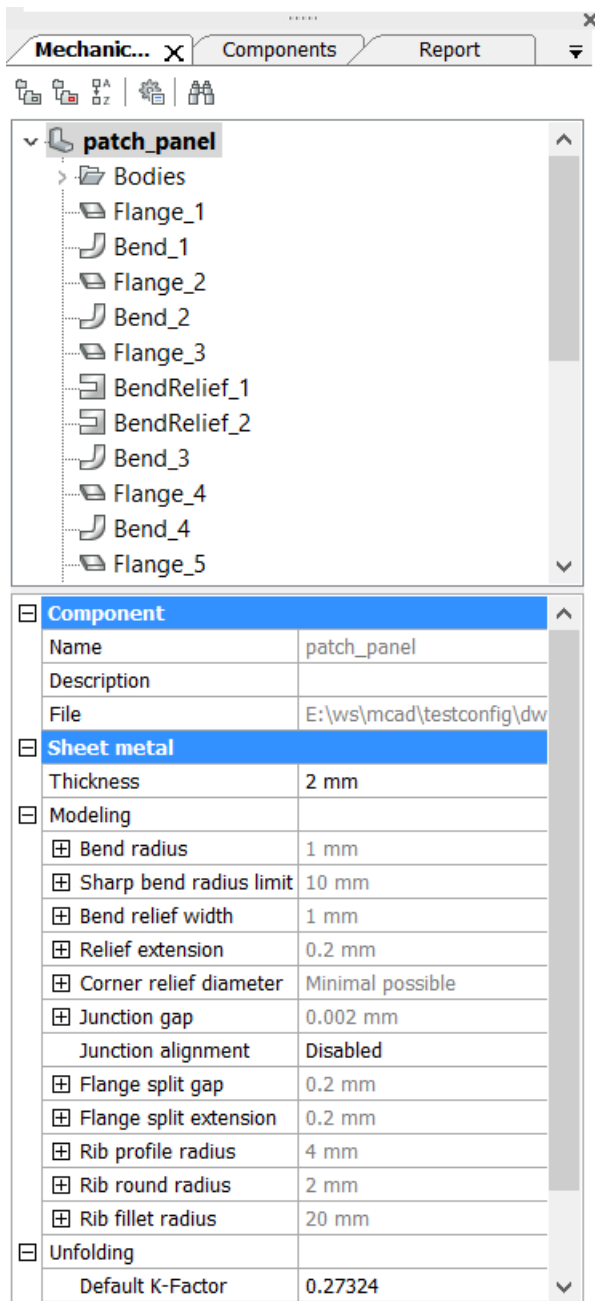 Mechanic... Components Report
patch_panel
Bodies
Flange_1
Bend_1
Flange_2
Bend_2
Flange_3
BendRelief_1
BendRelief_2
Bend_3
Flange_4
Bend_4
Flange_5
Component
Name patch_panel
Description
File E:\ws\mcad\testconfig\dw
Sheet metal
Thickness 2 mm
Modeling
Bend radius 1 mm
Sharp bend radius limit 10 mm
Bend relief width 1 mm
Relief extension 0.2 mm
Corner relief diameter Minimal possible
Junction gap 0.002 mm
Junction alignment Disabled
Flange split gap 0.2 mm
Flange split extension 0.2 mm
Rib profile radius 4 mm
Rib round radius 2 mm
Rib fillet radius 20 mm
Unfolding
Default K-Factor 0.27324